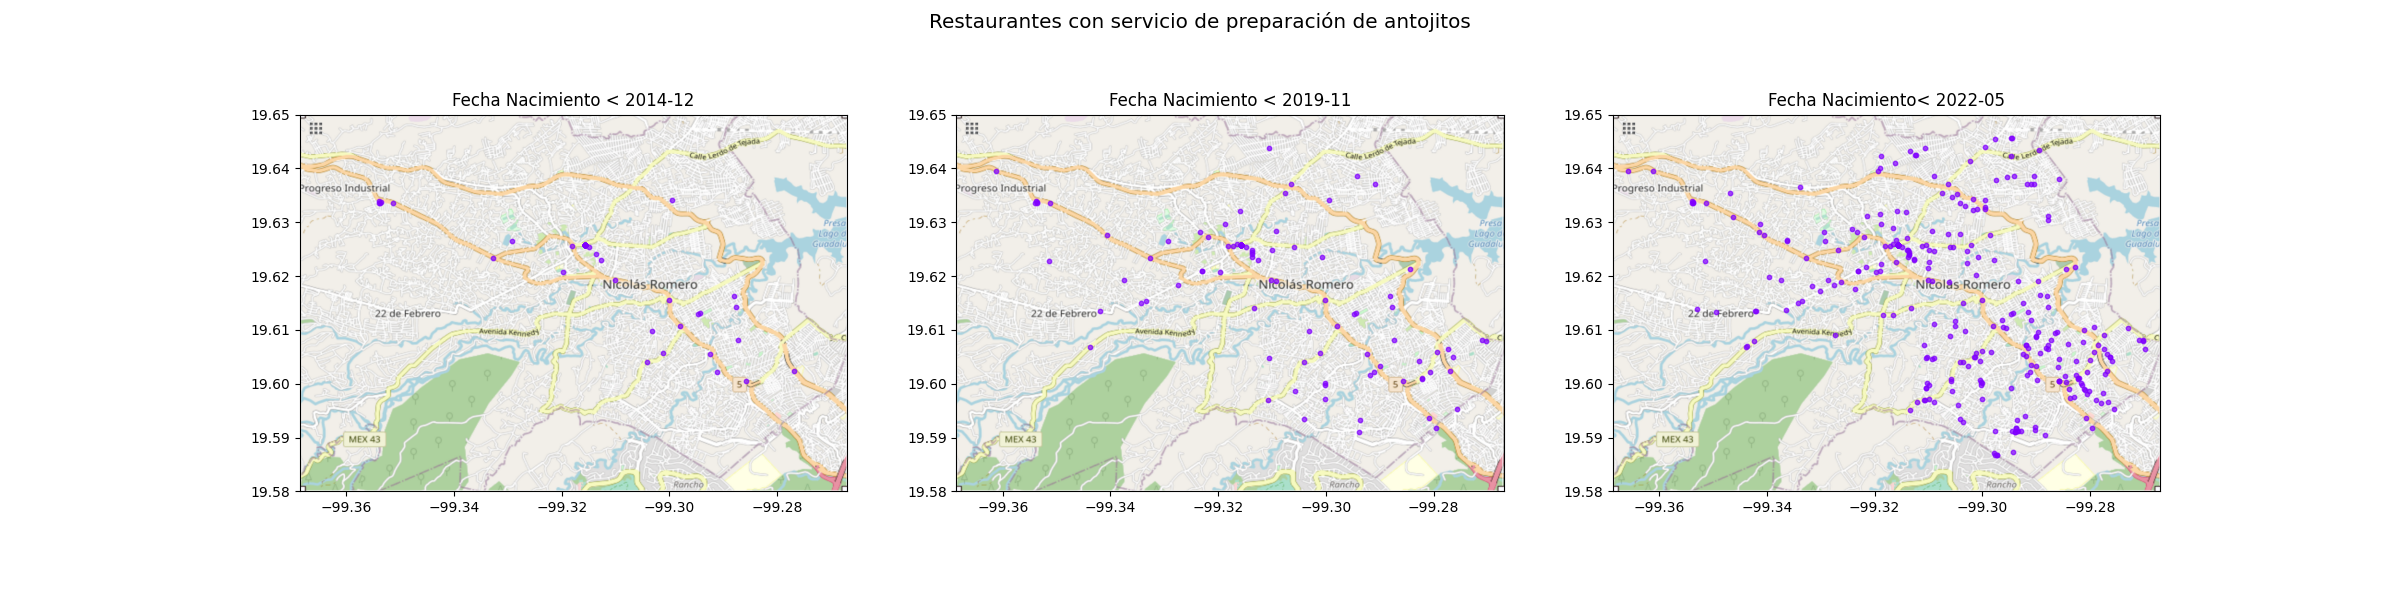 Restaurantes con servicio de preparación de antojitos
Fecha Nacimiento < 2014-12
19.65
19.64
19.63
19.62
19.61
19.60
19.59
19.58
−99.36
−99.34
−99.32
−99.30
−99.28
Calle Lerdo de Tejada
Progreso Industrial
Nicolás Romero
22 de Febrero
Avenida Kennedy
5
MEX 43
Rancho
Presa
Lago d
Guadalu
Fecha Nacimiento < 2019-11
19.65
19.64
19.63
19.62
19.61
19.60
19.59
19.58
−99.36
−99.34
−99.32
−99.30
−99.28
Calle Lerdo de Tejada
Progreso Industrial
Nicolás Romero
22 de Febrero
Avenida Kennedy
5
MEX 43
Rancho
Presa
Lago d
Guadalu
Fecha Nacimiento< 2022-05
19.65
19.64
19.63
19.62
19.61
19.60
19.59
19.58
−99.36
−99.34
−99.32
−99.30
−99.28
Calle Lerdo de Tejada
Progreso Industrial
Nicolás Romero
22 de Febrero
Avenida Kennedy
5
MEX 43
Rancho
Presa
Lago d
Guadalu